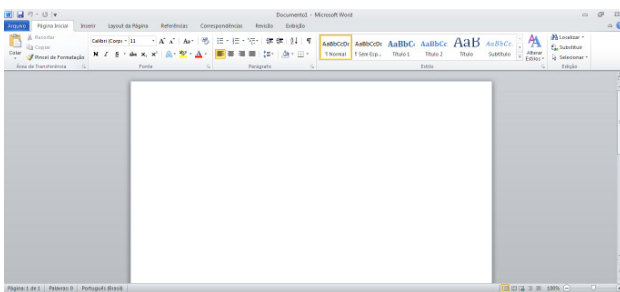 Documento1 - Microsoft Word
Arquivo Página Inicial Inserir Layout da Página Referências Correspondências Revisão Exibição
Colar
Recortar
Copiar
Pincel de Formatação
Área de Transferência
Calibri (Corpo 11
N I S abc x, x²
Fonte
Parágrafo
AaBbCcDc AaBbCcDc AaBbC AaBbCc AaB AaBbCc.
¶ Normal ¶ Sem Esp... Título 1 Título 2 Título Subtítulo
Estilo
Alterar Estilos
Localizar
Substituir
Selecionar
Edição
Página: 1 de 1 Palavras: 0 Português (Brasil) 100%